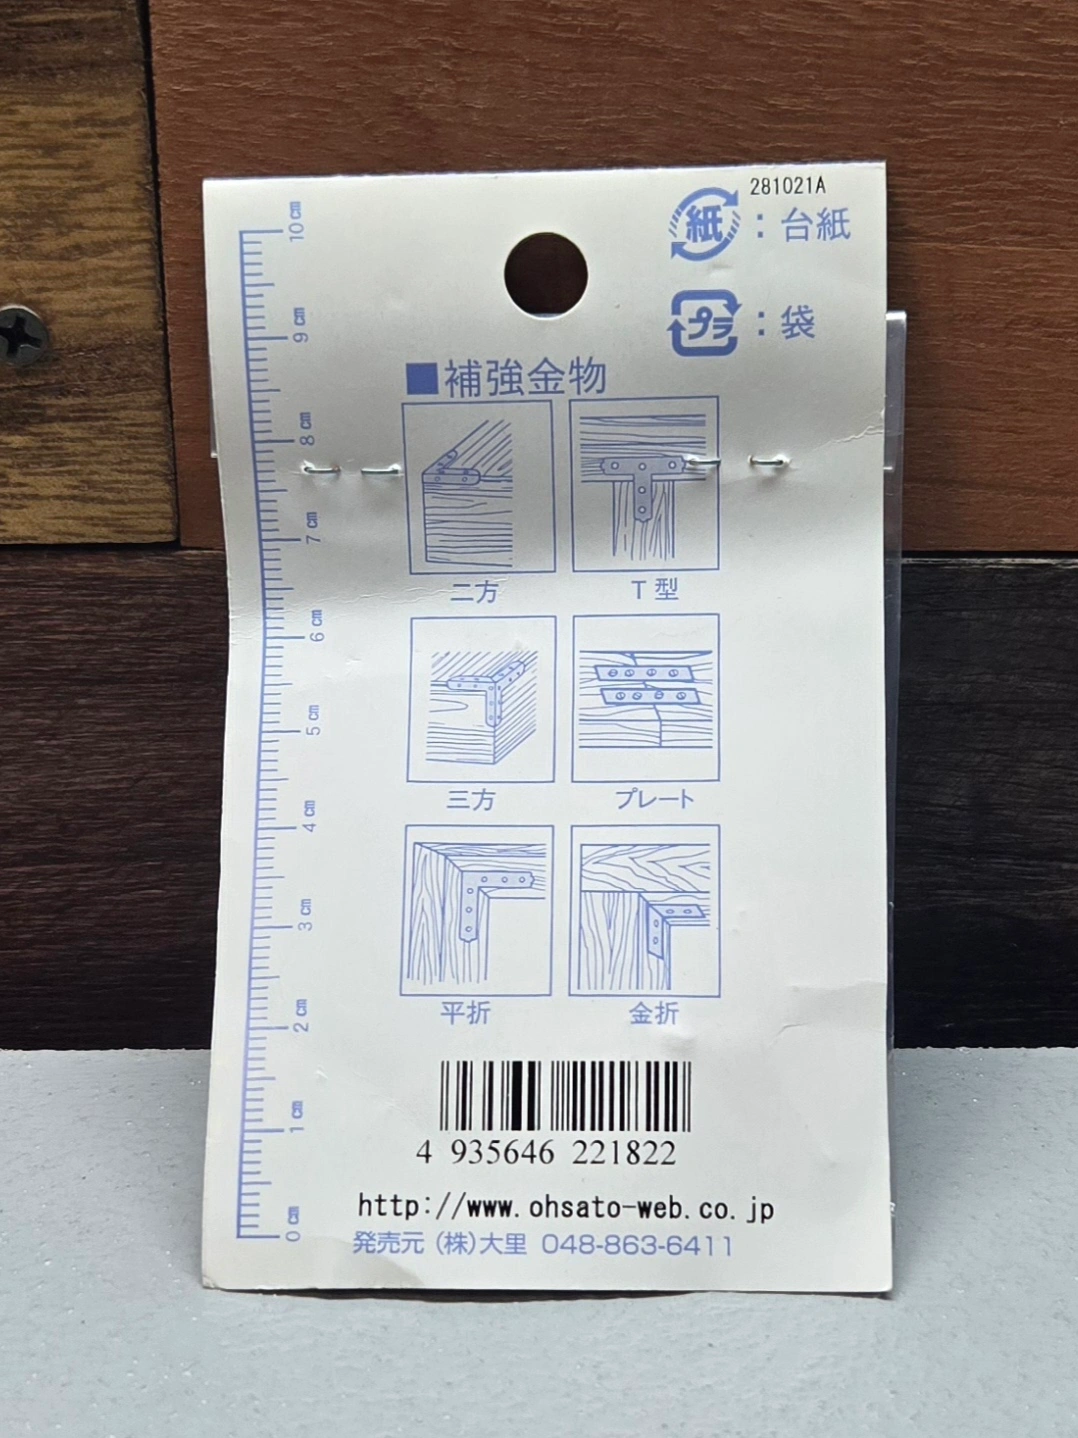 281021A
紙：台紙
プラ：袋
■補強金物
二方
T型
三方
プレート
平折
金折
10㎝
9㎝
8㎝
7㎝
6㎝
5㎝
4㎝
3㎝
2㎝
1㎝
0㎝
4 935646 221822
http://www.ohsato-web.co.jp
発売元 (株)大里 048-863-6411